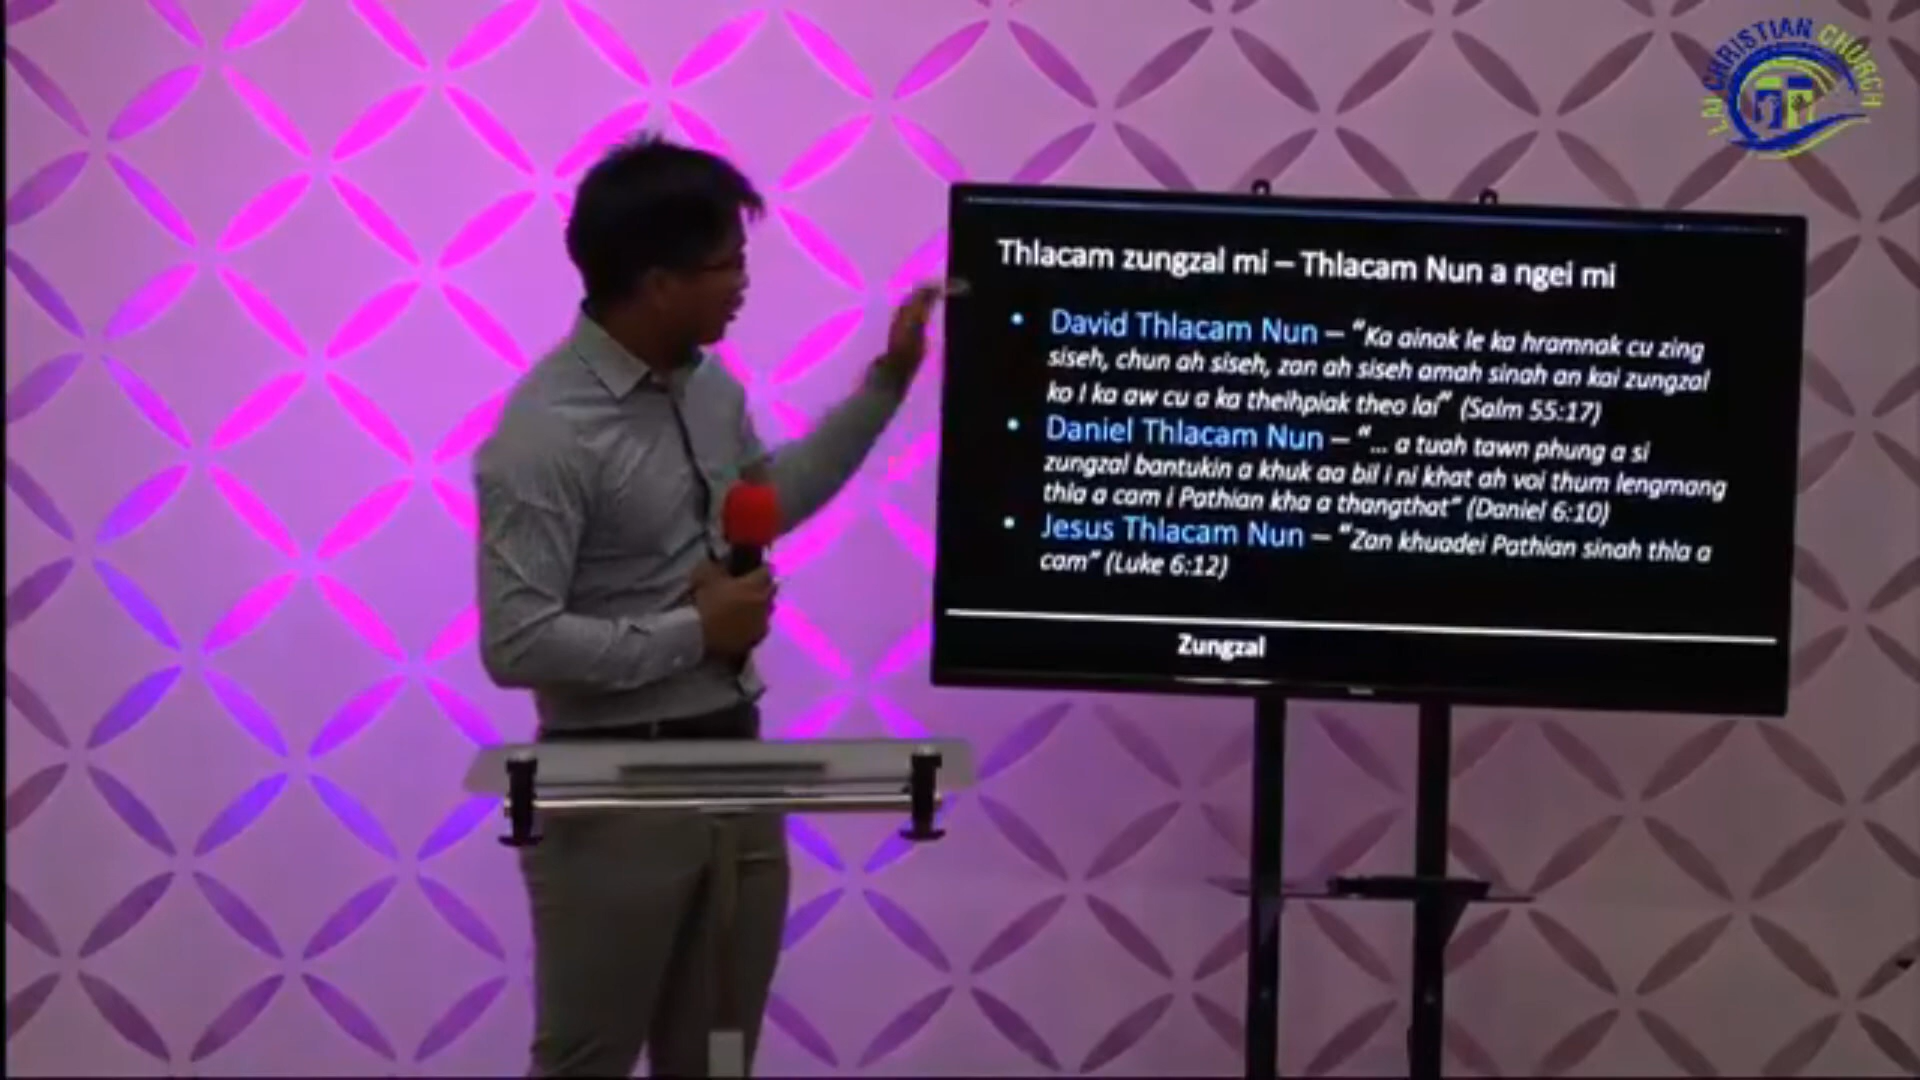 LAI CHRISTIAN CHURCH
Thlacam zungzal mi – Thlacam Nun a ngei mi
• David Thlacam Nun – “Ka ainak le ka hramnak cu zing
siseh, chun ah siseh, zan ah siseh amah sinah an kai zungzal
ko I ka aw cu a ka theihpiak theo lai” (Salm 55:17)
• Daniel Thlacam Nun – “... a tuah tawn phung a si
zungzal bantukin a khuk aa bil i ni khat ah voi thum lengmang
thla a cam i Pathian kha a thangthat” (Daniel 6:10)
• Jesus Thlacam Nun – “Zan khuadei Pathian sinah thla a
cam” (Luke 6:12)
Zungzal